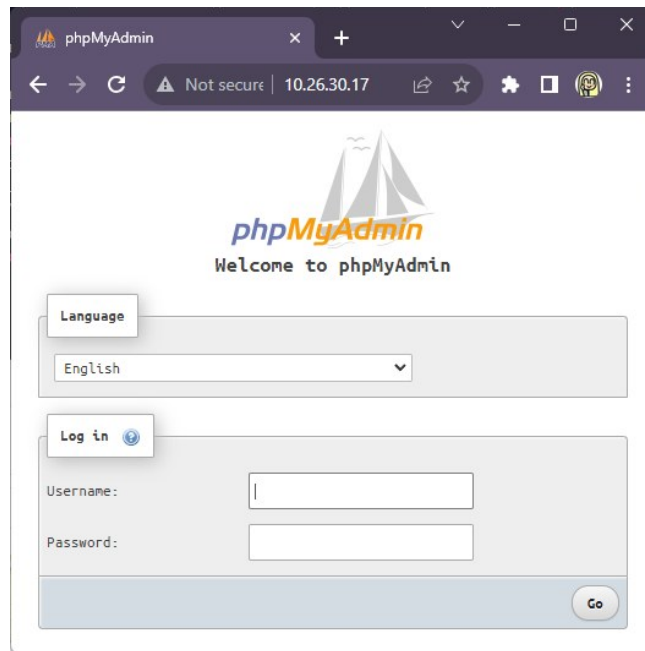 phpMyAdmin
Not secure 10.26.30.17
phpMyAdmin
Welcome to phpMyAdmin
Language
English
Log in
Username:
Password:
Go